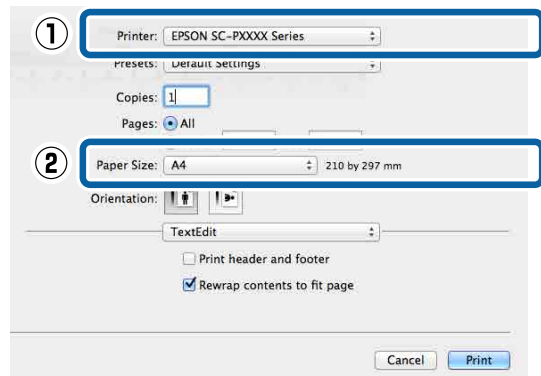 ① Printer: EPSON SC-PXXXX Series
Presets: Default Settings
Copies: 1
Pages: All
② Paper Size: A4 210 by 297 mm
Orientation:
TextEdit
Print header and footer
Rewrap contents to fit page
Cancel Print